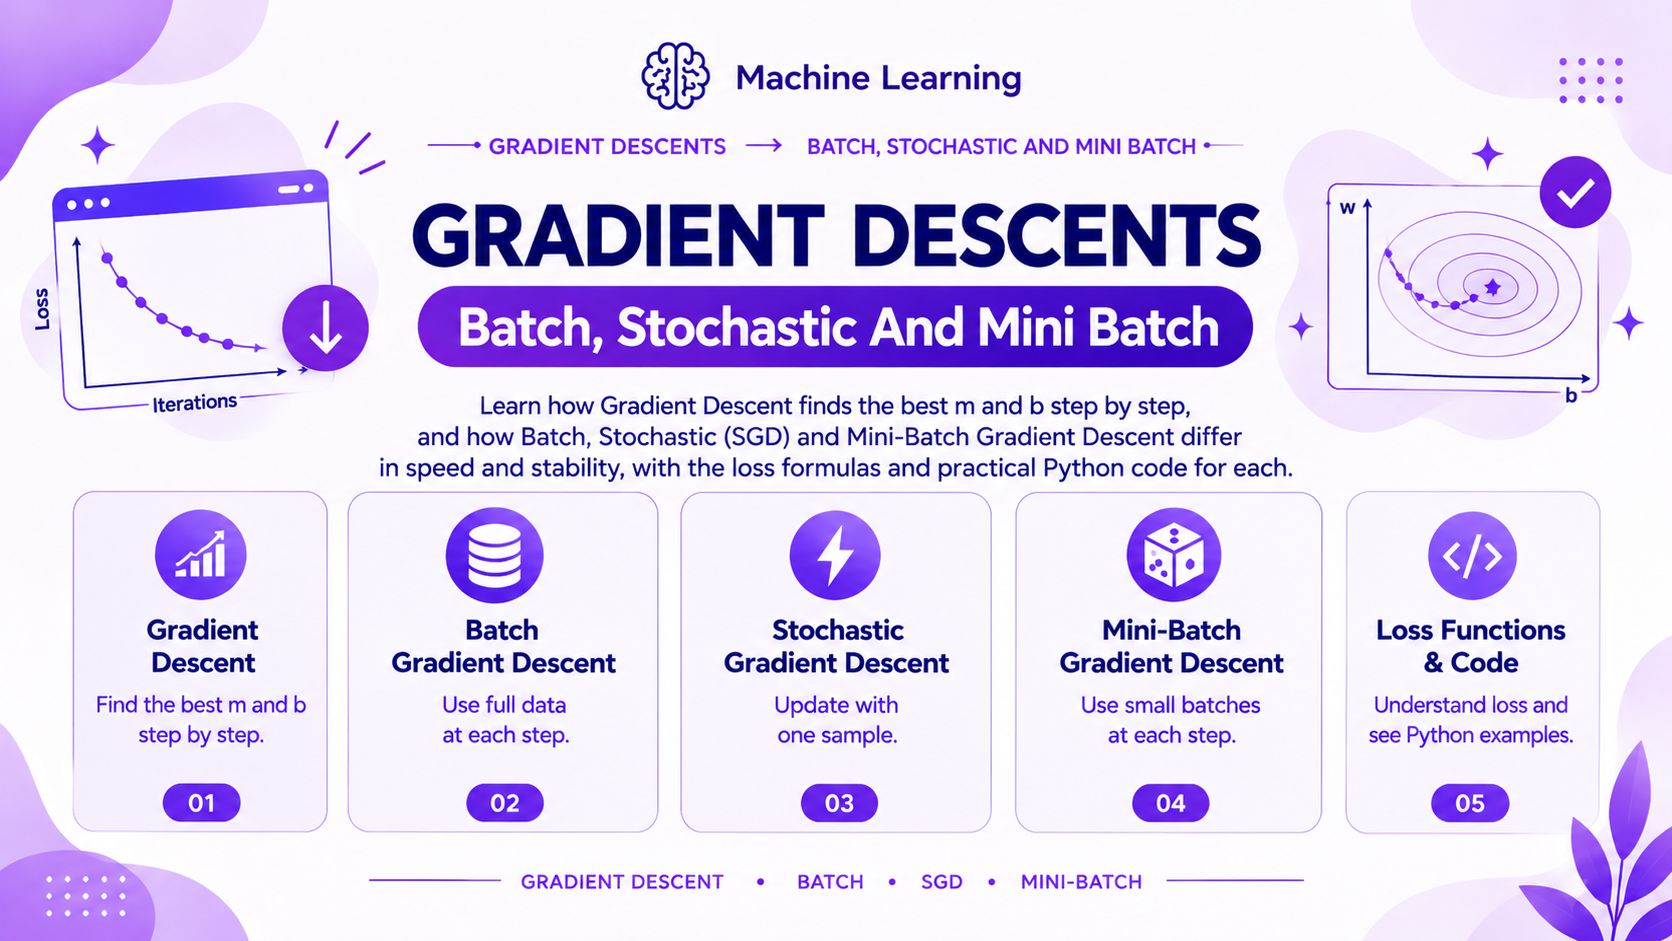 Machine Learning
GRADIENT DESCENTS → BATCH, STOCHASTIC AND MINI BATCH
GRADIENT DESCENTS
Batch, Stochastic And Mini Batch
Loss
Iterations
w
b
Learn how Gradient Descent finds the best m and b step by step,
and how Batch, Stochastic (SGD) and Mini-Batch Gradient Descent differ
in speed and stability, with the loss formulas and practical Python code for each.
Gradient
Descent
Find the best m and b
step by step.
01
Batch
Gradient Descent
Use full data
at each step.
02
Stochastic
Gradient Descent
Update with
one sample.
03
Mini-Batch
Gradient Descent
Use small batches
at each step.
04
Loss Functions
& Code
Understand loss and
see Python examples.
05
GRADIENT DESCENT • BATCH • SGD • MINI-BATCH